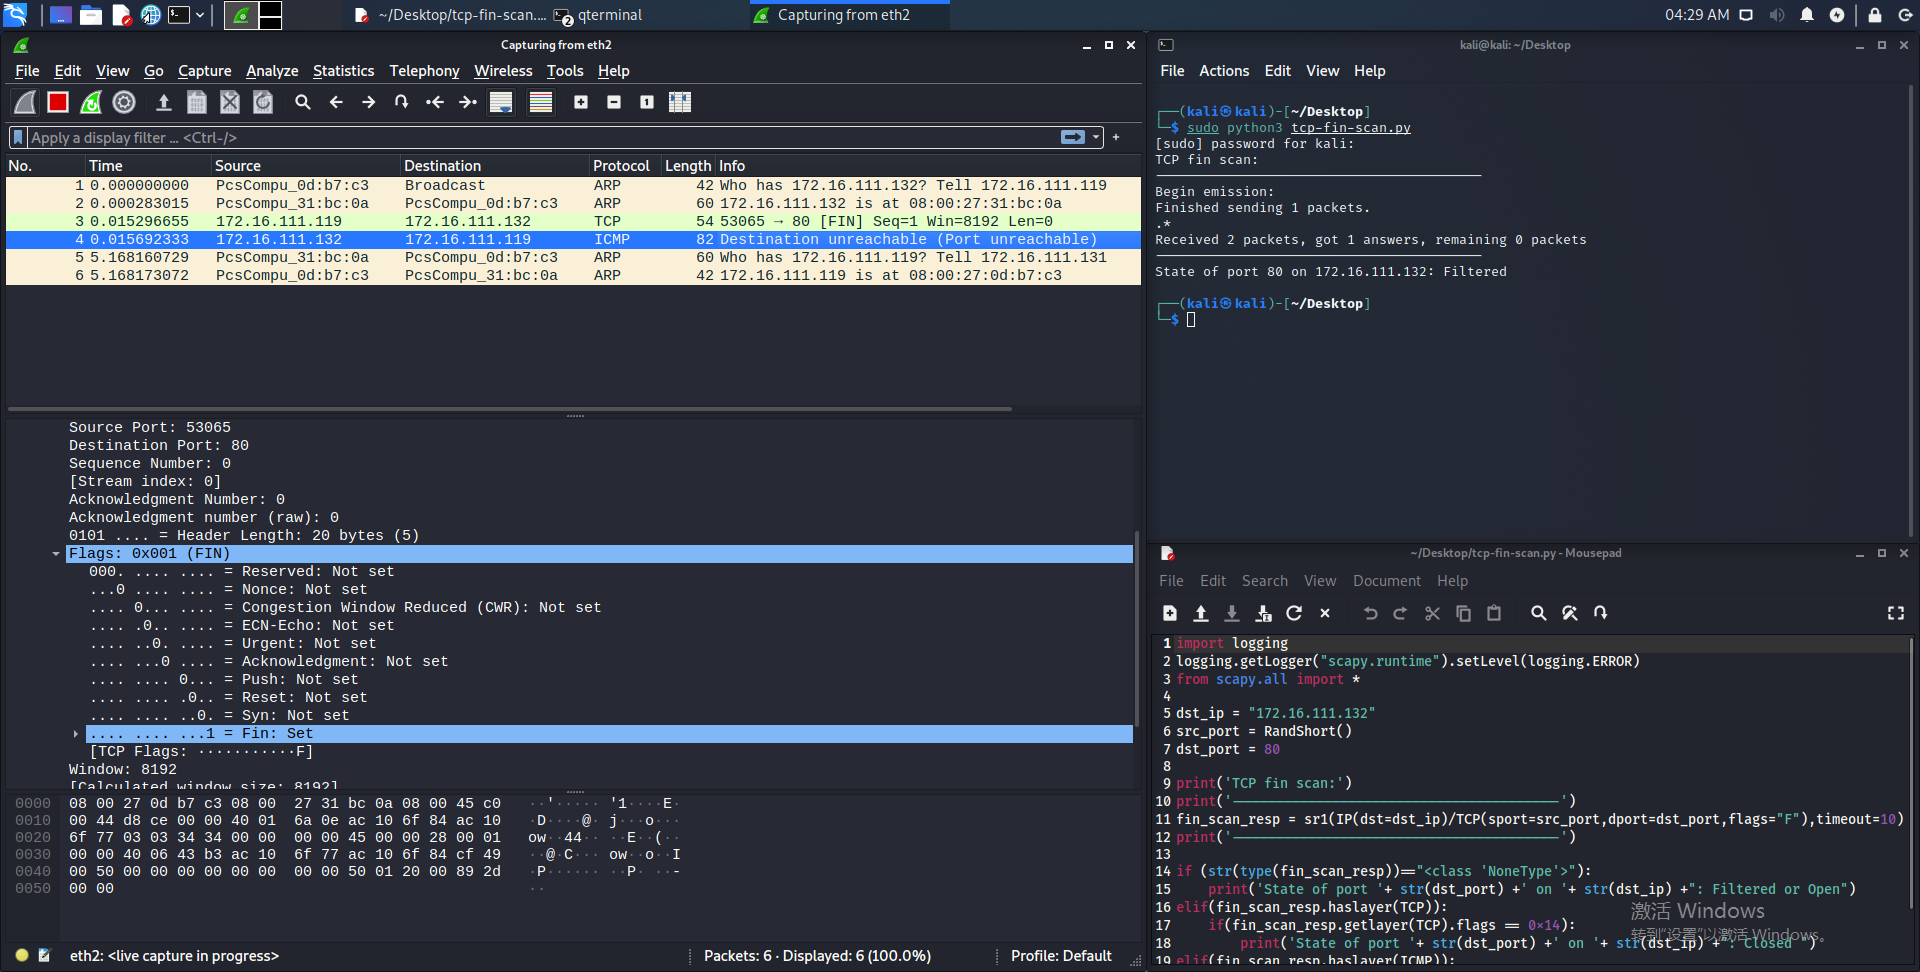 ~/Desktop/tcp-fin-scan....
2
qterminal
Capturing from eth2
04:29 AM
Capturing from eth2
File Edit View Go Capture Analyze Statistics Telephony Wireless Tools Help
Apply a display filter … <Ctrl-/>
No. Time Source Destination Protocol Length Info
1 0.000000000 PcsCompu_0d:b7:c3 Broadcast ARP 42 Who has 172.16.111.132? Tell 172.16.111.119
2 0.000283015 PcsCompu_31:bc:0a PcsCompu_0d:b7:c3 ARP 60 172.16.111.132 is at 08:00:27:31:bc:0a
3 0.015296655 172.16.111.119 172.16.111.132 TCP 54 53065 → 80 [FIN] Seq=1 Win=8192 Len=0
4 0.015692333 172.16.111.132 172.16.111.119 ICMP 82 Destination unreachable (Port unreachable)
5 5.168160729 PcsCompu_31:bc:0a PcsCompu_0d:b7:c3 ARP 60 Who has 172.16.111.119? Tell 172.16.111.131
6 5.168173072 PcsCompu_0d:b7:c3 PcsCompu_31:bc:0a ARP 42 172.16.111.119 is at 08:00:27:0d:b7:c3
Source Port: 53065
Destination Port: 80
Sequence Number: 0
[Stream index: 0]
Acknowledgment Number: 0
Acknowledgment number (raw): 0
0101 .... = Header Length: 20 bytes (5)
Flags: 0x001 (FIN)
000. .... .... = Reserved: Not set
...0 .... .... = Nonce: Not set
.... 0... .... = Congestion Window Reduced (CWR): Not set
.... .0.. .... = ECN-Echo: Not set
.... ..0. .... = Urgent: Not set
.... ...0 .... = Acknowledgment: Not set
.... .... 0... = Push: Not set
.... .... .0.. = Reset: Not set
.... .... ..0. = Syn: Not set
.... .... ...1 = Fin: Set
[TCP Flags: ···········F]
Window: 8192
[Calculated window size: 8192]
0000 08 00 27 0d b7 c3 08 00 27 31 bc 0a 08 00 45 c0 ··'····· '1····E·
0010 00 44 d8 ce 00 00 40 01 6a 0e ac 10 6f 84 ac 10 ·D····@· j···o···
0020 6f 77 03 03 34 34 00 00 00 00 45 00 00 28 00 01 ow··44·· ··E··(··
0030 00 00 40 06 43 b3 ac 10 6f 77 ac 10 6f 84 cf 49 ··@·C··· ow··o··I
0040 00 50 00 00 00 00 00 00 00 00 50 01 20 00 89 2d ·P······ ··P· ··-
0050 00 00 ··
eth2: <live capture in progress>
Packets: 6 · Displayed: 6 (100.0%)
Profile: Default
kali@kali: ~/Desktop
File Actions Edit View Help
┌──(kali㉿kali)-[~/Desktop]
└─$ sudo python3 tcp-fin-scan.py
[sudo] password for kali:
TCP fin scan:
Begin emission:
Finished sending 1 packets.
.*
Received 2 packets, got 1 answers, remaining 0 packets
State of port 80 on 172.16.111.132: Filtered
┌──(kali㉿kali)-[~/Desktop]
└─$
~/Desktop/tcp-fin-scan.py - Mousepad
File Edit Search View Document Help
1 import logging
2 logging.getLogger("scapy.runtime").setLevel(logging.ERROR)
3 from scapy.all import *
4
5 dst_ip = "172.16.111.132"
6 src_port = RandShort()
7 dst_port = 80
8
9 print('TCP fin scan:')
10 print('-----------------------------------------')
11 fin_scan_resp = sr1(IP(dst=dst_ip)/TCP(sport=src_port,dport=dst_port,flags="F"),timeout=10)
12 print('-----------------------------------------')
13
14 if (str(type(fin_scan_resp))=="<class 'NoneType'>"):
15 print('State of port '+ str(dst_port) +' on '+ str(dst_ip) +": Filtered or Open")
16 elif(fin_scan_resp.haslayer(TCP)):
17 if(fin_scan_resp.getlayer(TCP).flags == 0×14):
18 print('State of port '+ str(dst_port) +' on '+ str(dst_ip) +": Closed ")
19 elif(fin_scan_resp.haslayer(ICMP)):
激活 Windows
转到"设置"以激活 Windows。